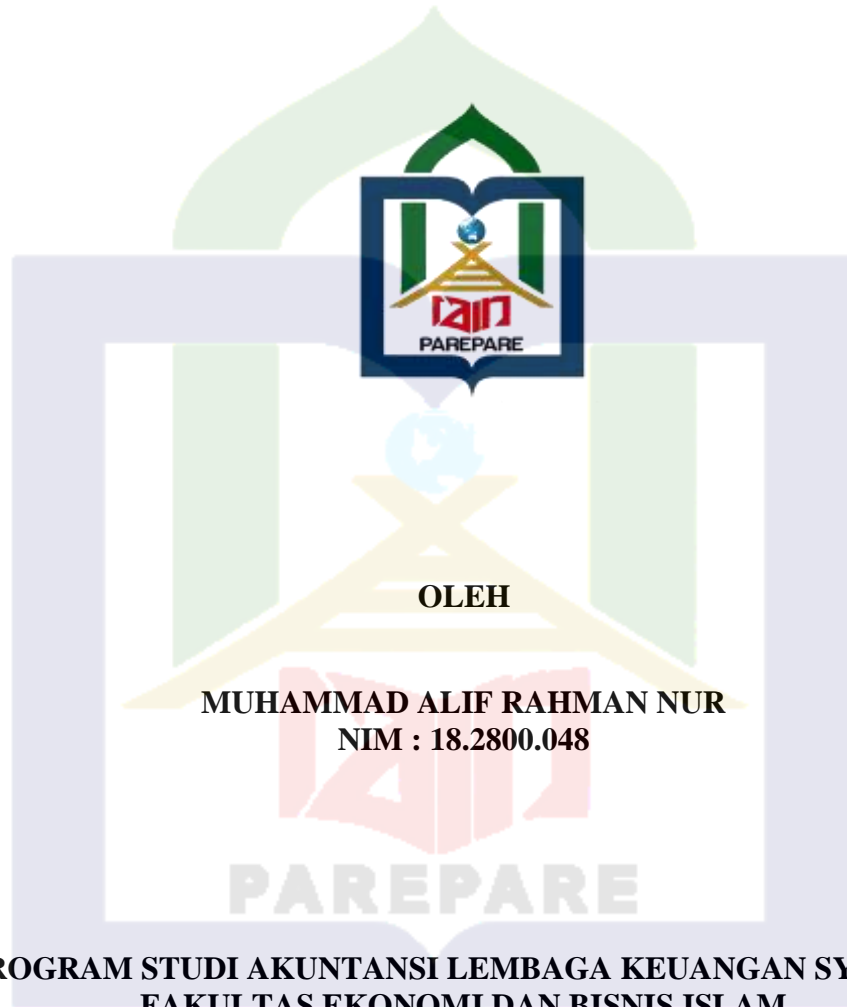 IAIN
PAREPARE
OLEH
MUHAMMAD ALIF RAHMAN NUR
NIM : 18.2800.048
PAREPARE
ROGRAM STUDI AKUNTANSI LEMBAGA KEUANGAN SY
FAKULTAS EKONOMI DAN BISNIS ISLAM